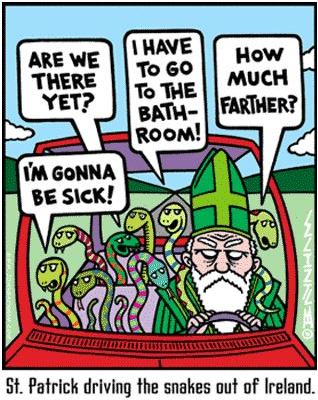 ARE WE
THERE
YET?
I HAVE
TO GO
TO THE
BATH-
ROOM!
HOW
MUCH
FARTHER?
I'M GONNA
BE SICK!
St. Patrick driving the snakes out of Ireland.